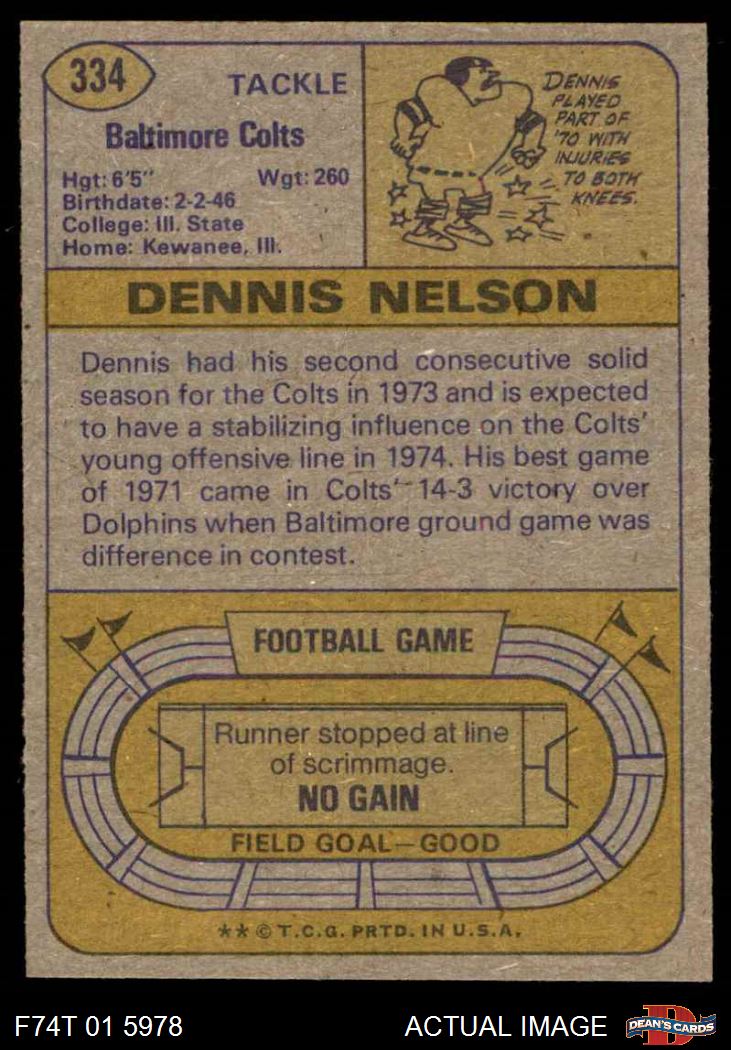 334
TACKLE
Baltimore Colts
Hgt: 6'5" Wgt: 260
Birthdate: 2-2-46
College: Ill. State
Home: Kewanee, Ill.
DENNIS
PLAYED
PART OF
'70 WITH
INJURIES
TO BOTH
KNEES.
DENNIS NELSON
Dennis had his second consecutive solid
season for the Colts in 1973 and is expected
to have a stabilizing influence on the Colts'
young offensive line in 1974. His best game
of 1971 came in Colts' 14-3 victory over
Dolphins when Baltimore ground game was
difference in contest.
FOOTBALL GAME
Runner stopped at line
of scrimmage.
NO GAIN
FIELD GOAL—GOOD
** © T.C.G. PRTD. IN U.S.A.
F74T 01 5978 ACTUAL IMAGE
D
DEAN'S CARDS